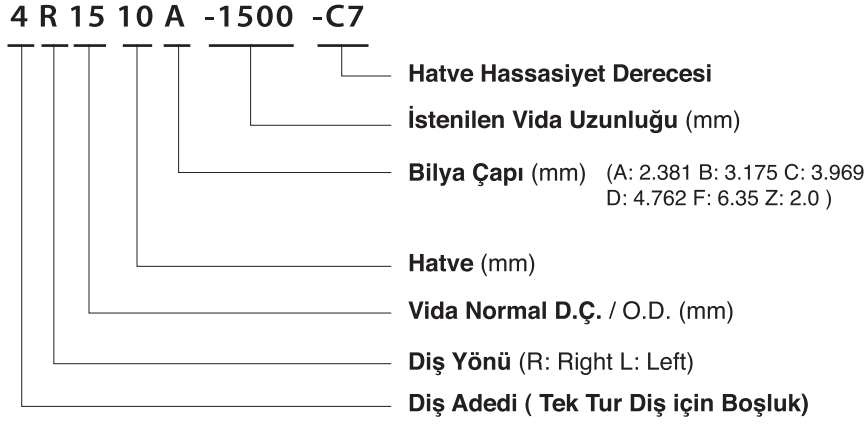 4 R 15 10 A -1500 -C7
Hatve Hassasiyet Derecesi
İstenilen Vida Uzunluğu (mm)
Bilya Çapı (mm) (A: 2.381 B: 3.175 C: 3.969
D: 4.762 F: 6.35 Z: 2.0 )
Hatve (mm)
Vida Normal D.Ç. / O.D. (mm)
Diş Yönü (R: Right L: Left)
Diş Adedi ( Tek Tur Diş için Boşluk)